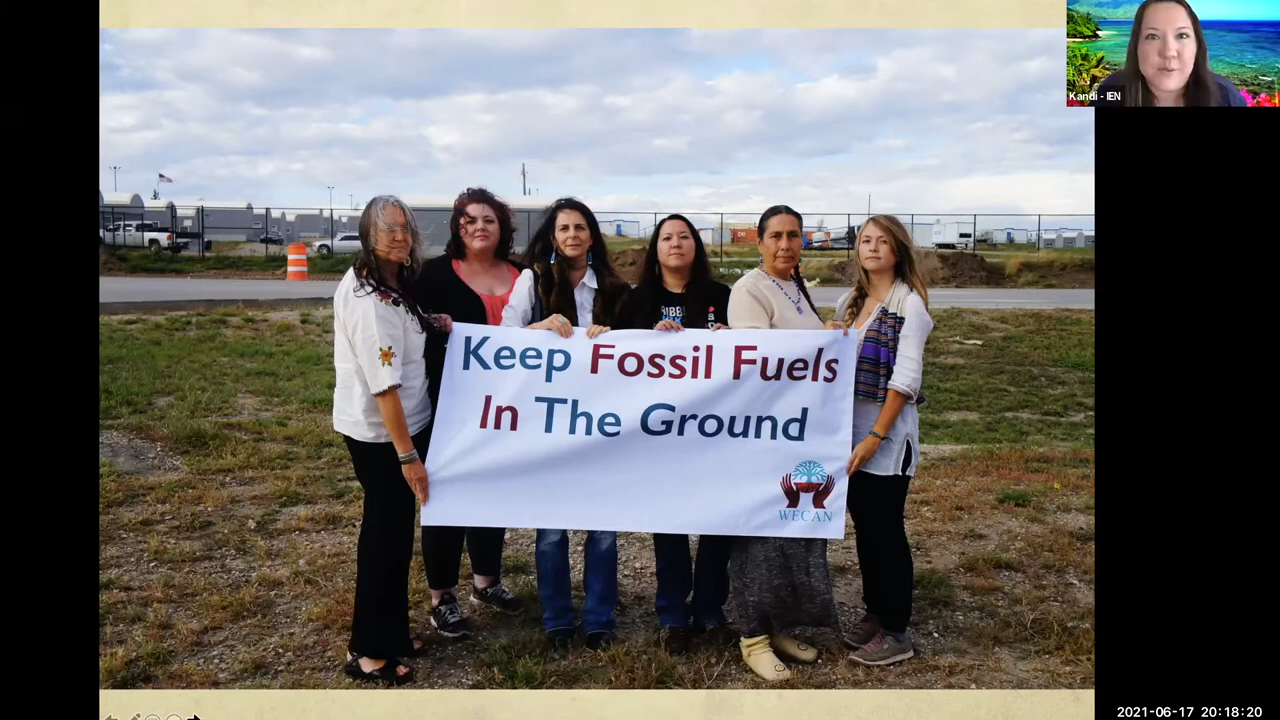 Kandi - IEN
Keep Fossil Fuels
In The Ground
WECAN
2021-06-17 20:18:20